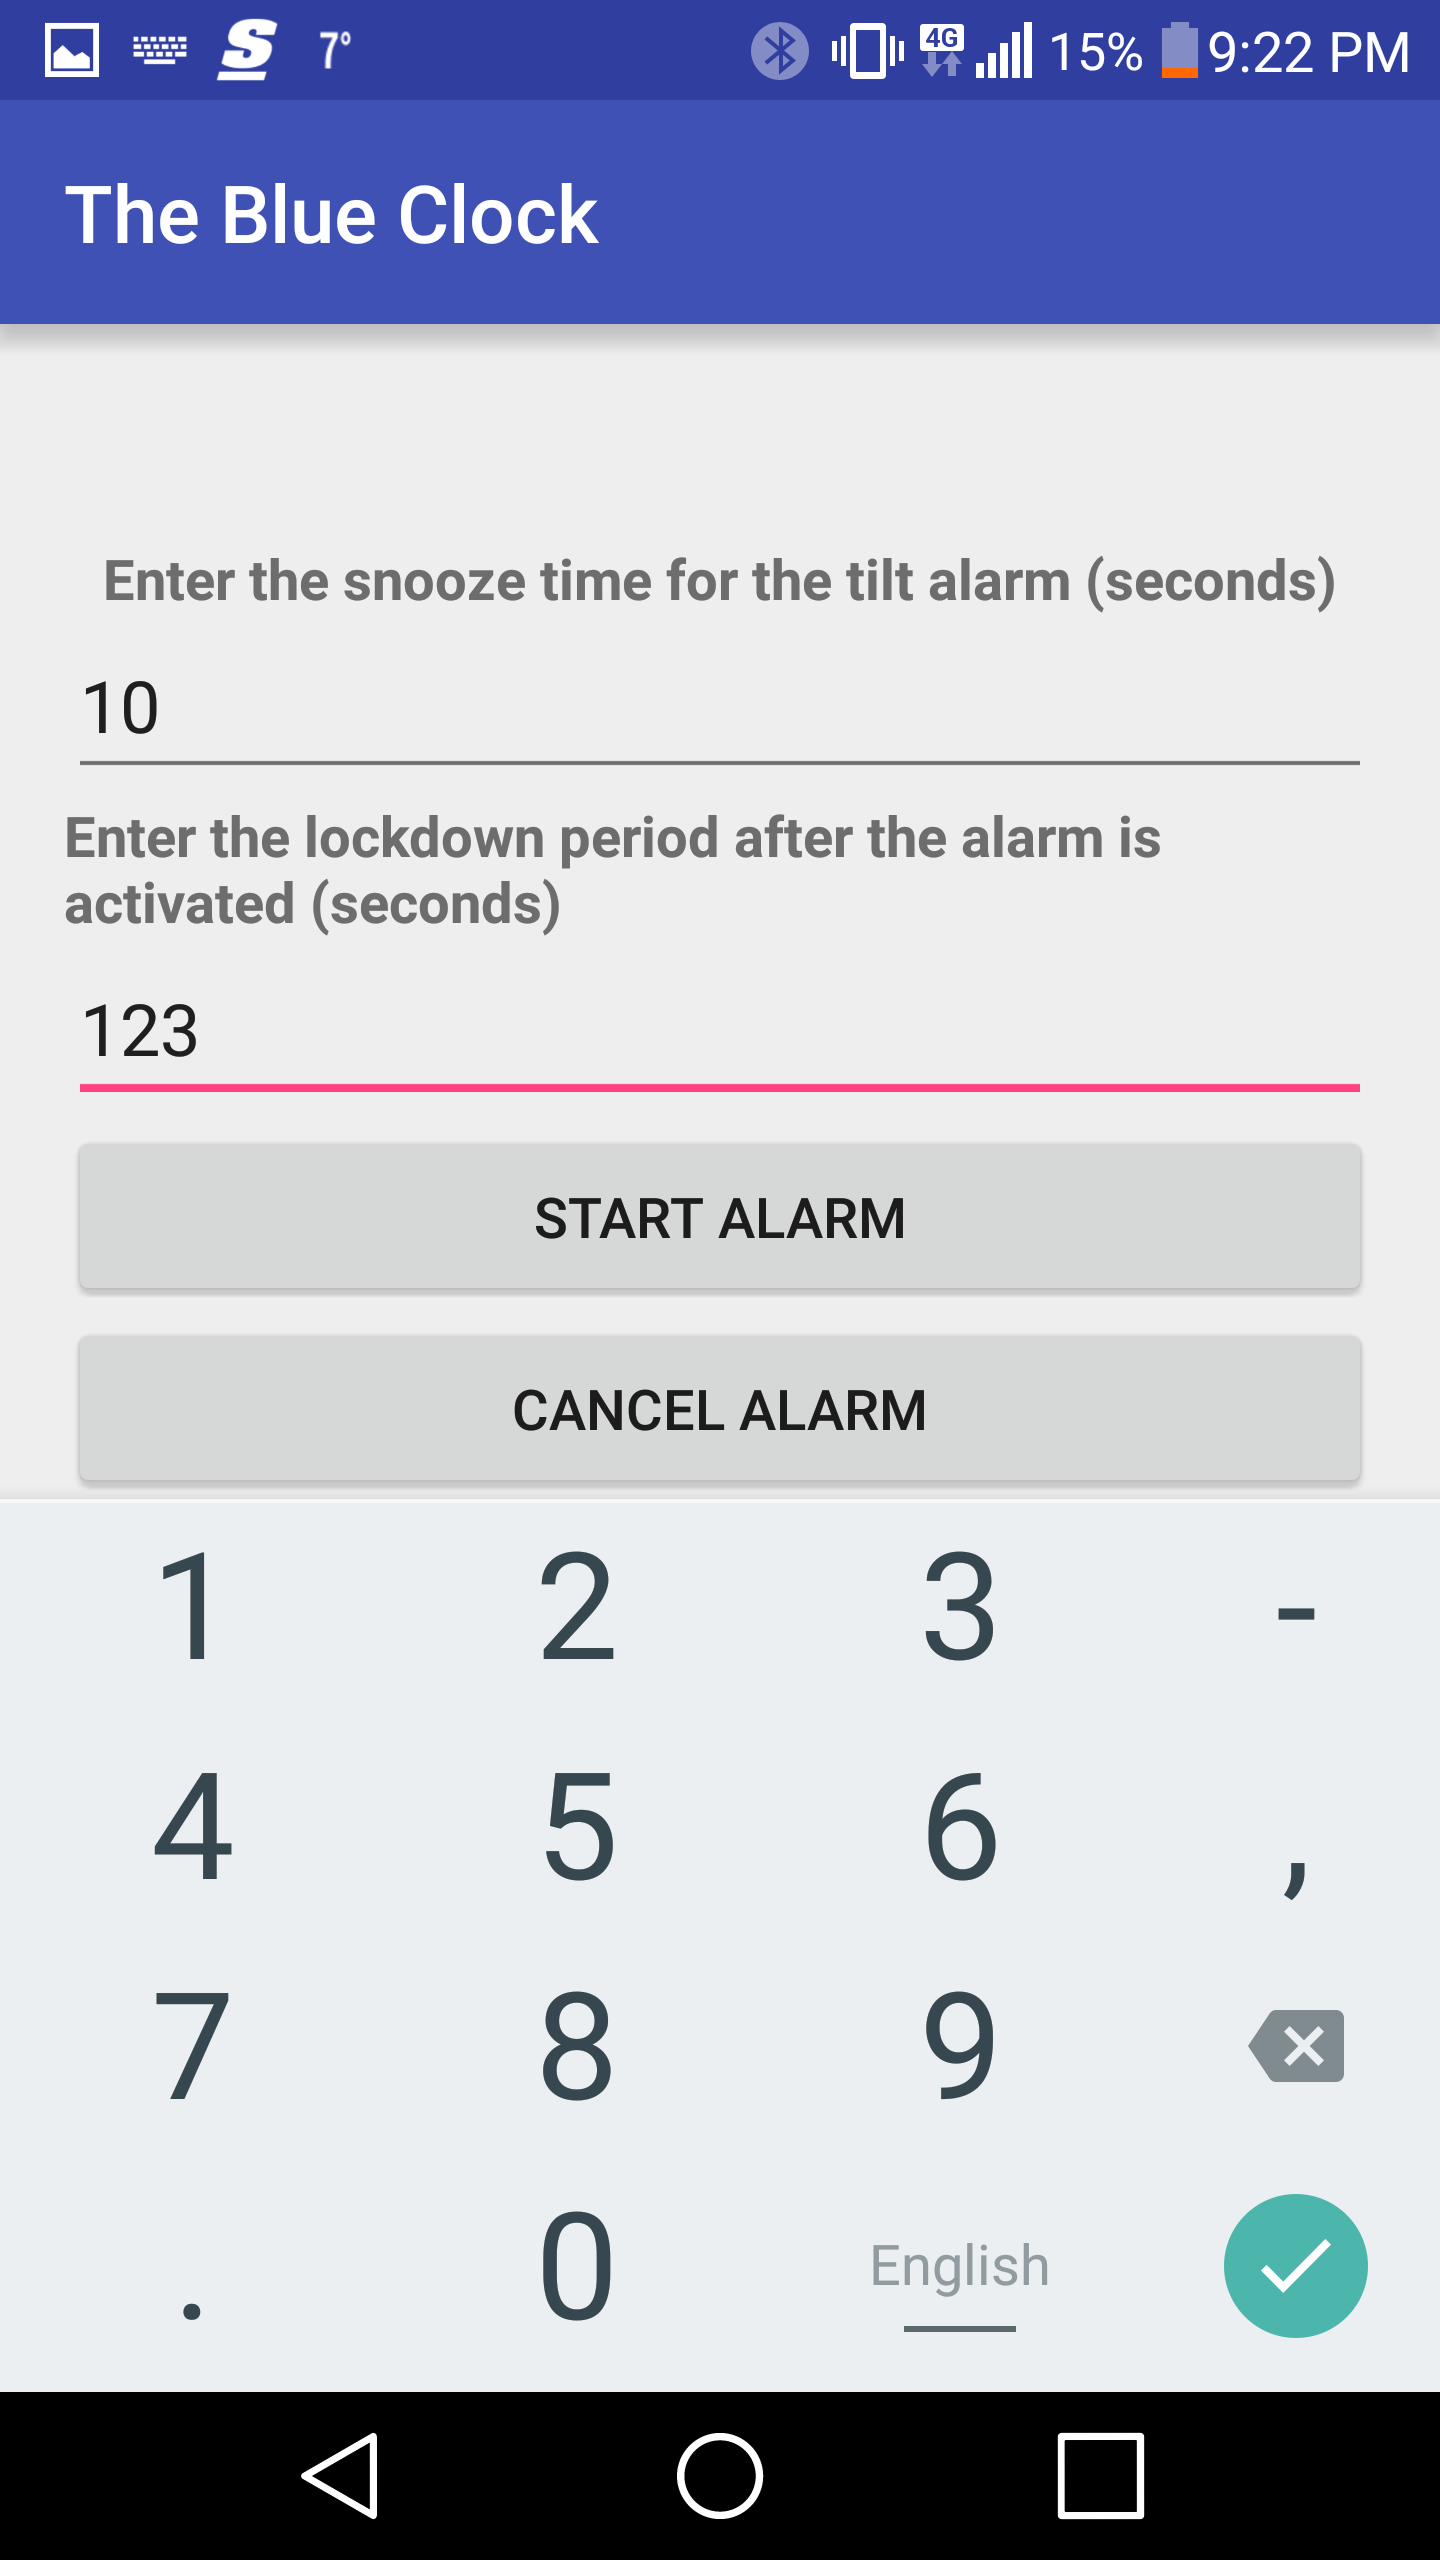 7° 4G 15% 9:22 PM
The Blue Clock
Enter the snooze time for the tilt alarm (seconds)
10
Enter the lockdown period after the alarm is
activated (seconds)
123
START ALARM
CANCEL ALARM
1 2 3 -
4 5 6 ,
7 8 9
. 0 English